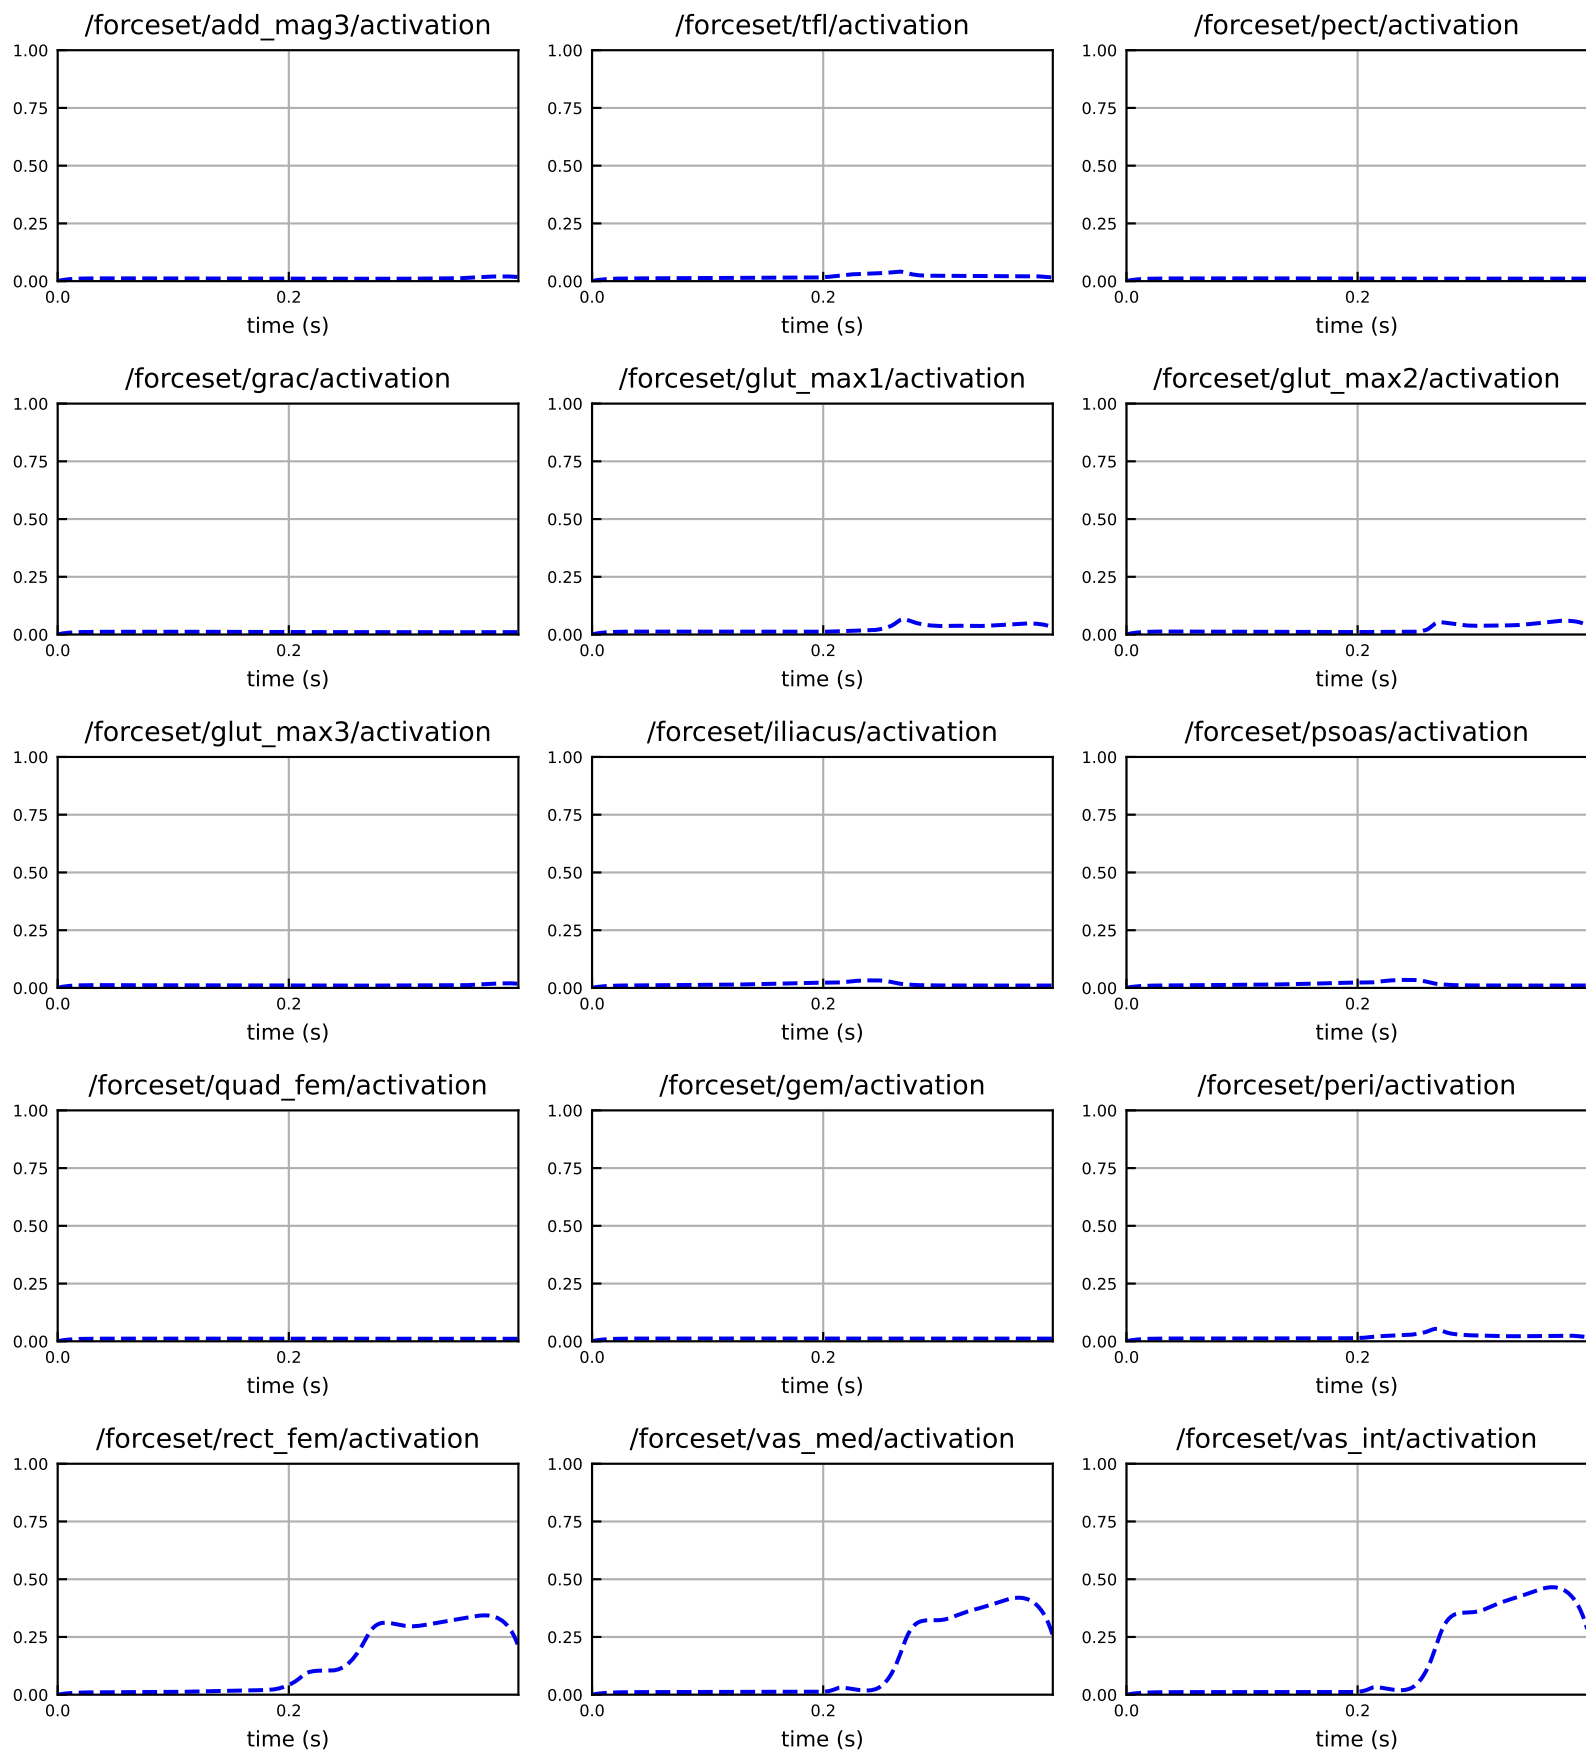 /forceset/add_mag3/activation /forceset/tfl/activation /forceset/pect/activation
1.00 1.00 1.00
0.75 0.75 0.75
0.50 0.50 0.50
0.25 0.25 0.25
0.00 0.00 0.00
0.0 0.2 0.0 0.2 0.0 0.2
time (s) time (s) time (s)
/forceset/grac/activation /forceset/glut_max1/activation /forceset/glut_max2/activation
1.00 1.00 1.00
0.75 0.75 0.75
0.50 0.50 0.50
0.25 0.25 0.25
0.00 0.00 0.00
0.0 0.2 0.0 0.2 0.0 0.2
time (s) time (s) time (s)
/forceset/glut_max3/activation /forceset/iliacus/activation /forceset/psoas/activation
1.00 1.00 1.00
0.75 0.75 0.75
0.50 0.50 0.50
0.25 0.25 0.25
0.00 0.00 0.00
0.0 0.2 0.0 0.2 0.0 0.2
time (s) time (s) time (s)
/forceset/quad_fem/activation /forceset/gem/activation /forceset/peri/activation
1.00 1.00 1.00
0.75 0.75 0.75
0.50 0.50 0.50
0.25 0.25 0.25
0.00 0.00 0.00
0.0 0.2 0.0 0.2 0.0 0.2
time (s) time (s) time (s)
/forceset/rect_fem/activation /forceset/vas_med/activation /forceset/vas_int/activation
1.00 1.00 1.00
0.75 0.75 0.75
0.50 0.50 0.50
0.25 0.25 0.25
0.00 0.00 0.00
0.0 0.2 0.0 0.2 0.0 0.2
time (s) time (s) time (s)